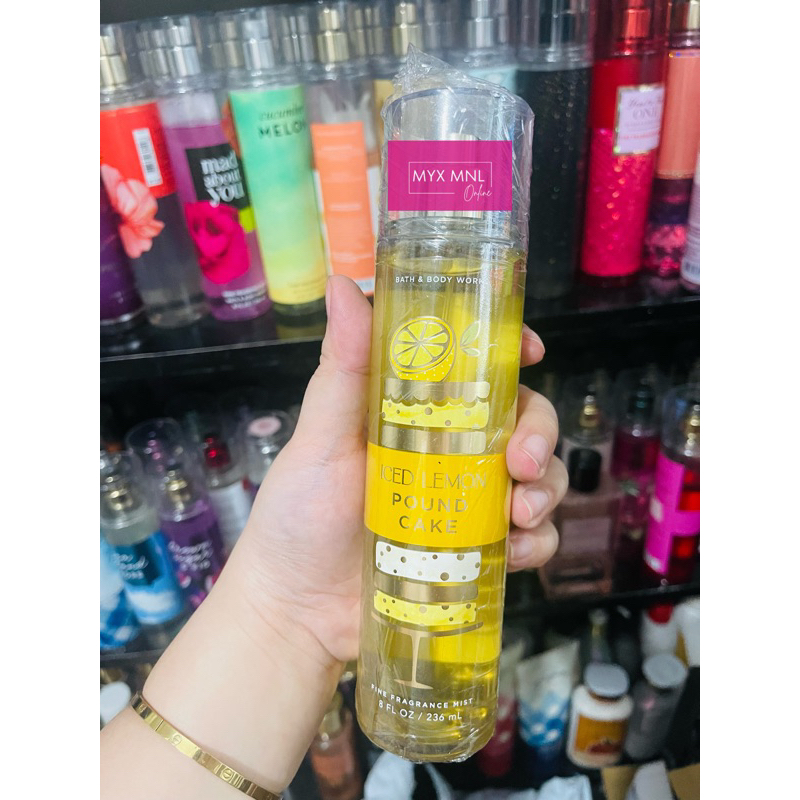 MYX MNL
Online
BATH & BODY WORKS
ICED LEMON
POUND
CAKE
FINE FRAGRANCE MIST
8 FL OZ / 236 mL
mad
about
you
cucumber
MELON